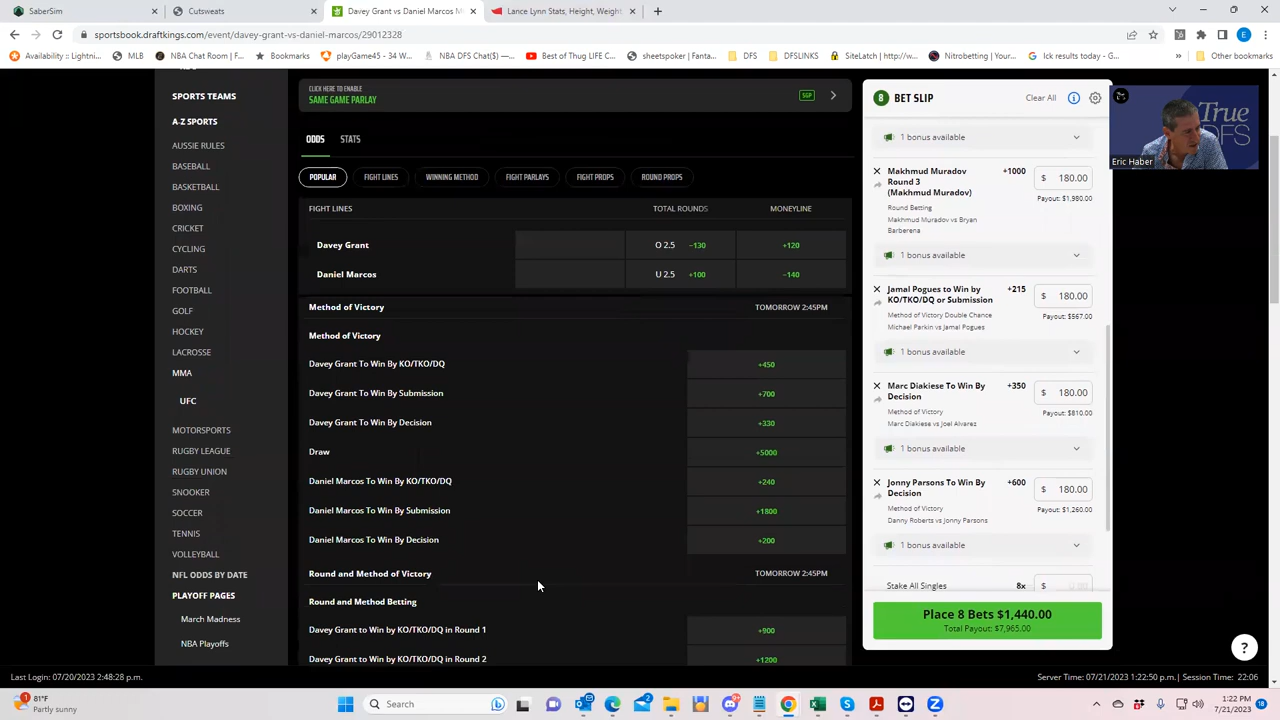 SaberSim
Cutsweats
Davey Grant vs Daniel Marcos M
Lance Lynn Stats, Height, Weight
sportsbook.draftkings.com/event/davey-grant-vs-daniel-marcos/29012328
Availability :: Lightni...
MLB
NBA Chat Room ( F...
Bookmarks
playGame45 - 34 W...
NBA DFS Chat($) —...
Best of Thug LIFE C...
sheetspoker | Fanta...
DFS
DFSLINKS
SiteLatch ( http://w...
Nitrobetting | Your...
lck results today - G...
Other bookmarks
SPORTS TEAMS
A-Z SPORTS
AUSSIE RULES
BASEBALL
BASKETBALL
BOXING
CRICKET
CYCLING
DARTS
FOOTBALL
GOLF
HOCKEY
LACROSSE
MMA
UFC
MOTORSPORTS
RUGBY LEAGUE
RUGBY UNION
SNOOKER
SOCCER
TENNIS
VOLLEYBALL
NFL ODDS BY DATE
PLAYOFF PAGES
March Madness
NBA Playoffs
CLICK HERE TO ENABLE
SAME GAME PARLAY
SGP
ODDS STATS
POPULAR FIGHT LINES WINNING METHOD FIGHT PARLAYS FIGHT PROPS ROUND PROPS
FIGHT LINES TOTAL ROUNDS MONEYLINE
Davey Grant O 2.5 −130 +120
Daniel Marcos U 2.5 +100 −140
Method of Victory TOMORROW 2:45PM
Method of Victory
Davey Grant To Win By KO/TKO/DQ +450
Davey Grant To Win By Submission +700
Davey Grant To Win By Decision +330
Draw +5000
Daniel Marcos To Win By KO/TKO/DQ +240
Daniel Marcos To Win By Submission +1800
Daniel Marcos To Win By Decision +200
Round and Method of Victory TOMORROW 2:45PM
Round and Method Betting
Davey Grant to Win by KO/TKO/DQ in Round 1 +900
Davey Grant to Win by KO/TKO/DQ in Round 2 +1200
8 BET SLIP Clear All
1 bonus available
Makhmud Muradov +1000 $ 180.00
Round 3
(Makhmud Muradov) Payout: $1,980.00
Round Betting
Makhmud Muradov vs Bryan
Barberena
1 bonus available
Jamal Pogues to Win by +215 $ 180.00
KO/TKO/DQ or Submission
Method of Victory Double Chance Payout: $567.00
Michael Parkin vs Jamal Pogues
1 bonus available
Marc Diakiese To Win By +350 $ 180.00
Decision
Method of Victory Payout: $810.00
Marc Diakiese vs Joel Alvarez
1 bonus available
Jonny Parsons To Win By +600 $ 180.00
Decision
Method of Victory Payout: $1,260.00
Danny Roberts vs Jonny Parsons
1 bonus available
Stake All Singles 8x $ 0.00
Place 8 Bets $1,440.00
Total Payout: $7,965.00
True
DFS
Eric Haber
?
Last Login: 07/20/2023 2:48:28 p.m.
Server Time: 07/21/2023 1:22:50 p.m. | Session Time: 22:06
81°F
Partly sunny
Search
1:22 PM
7/21/2023